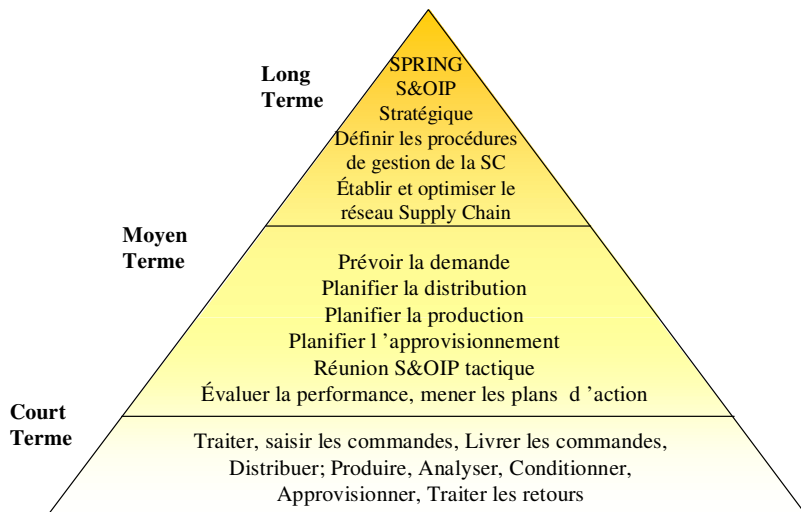 Long
Terme
SPRING
S&OIP
Stratégique
Définir les procédures
de gestion de la SC
Établir et optimiser le
réseau Supply Chain
Moyen
Terme
Prévoir la demande
Planifier la distribution
Planifier la production
Planifier l ’approvisionnement
Réunion S&OIP tactique
Évaluer la performance, mener les plans d ’action
Court
Terme
Traiter, saisir les commandes, Livrer les commandes,
Distribuer; Produire, Analyser, Conditionner,
Approvisionner, Traiter les retours